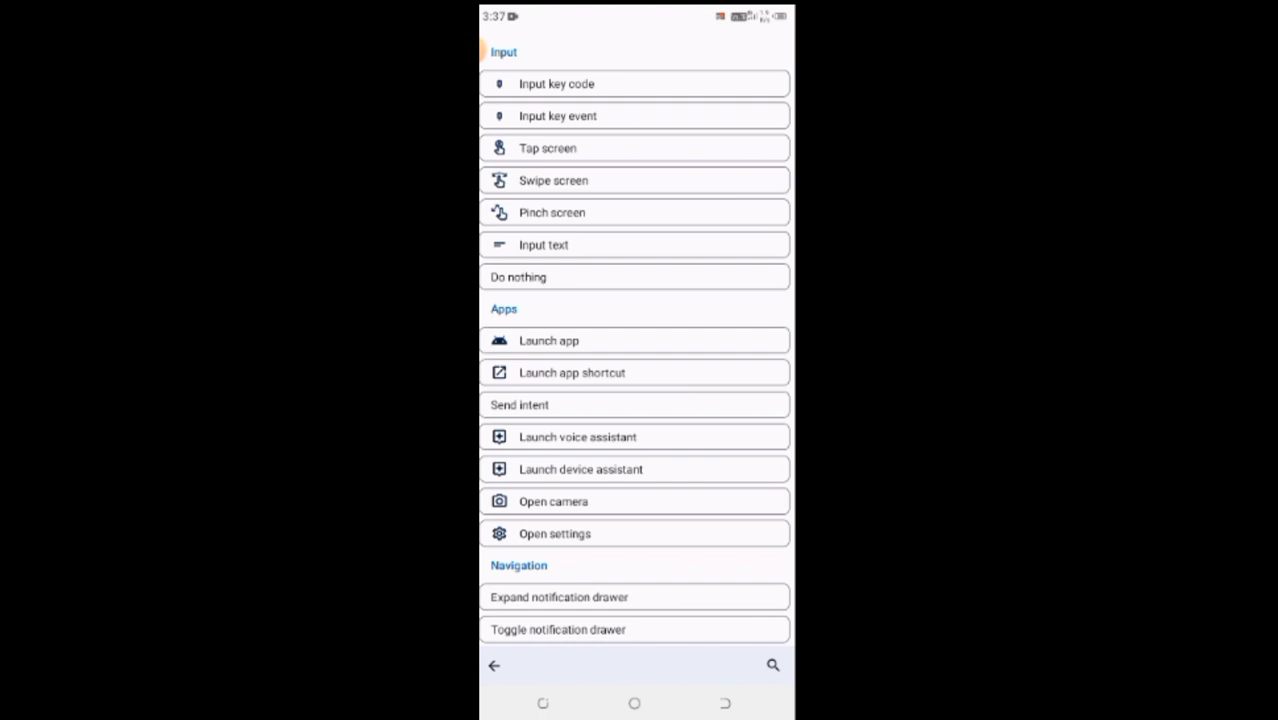 3:37
Input
Input key code
Input key event
Tap screen
Swipe screen
Pinch screen
Input text
Do nothing
Apps
Launch app
Launch app shortcut
Send intent
Launch voice assistant
Launch device assistant
Open camera
Open settings
Navigation
Expand notification drawer
Toggle notification drawer